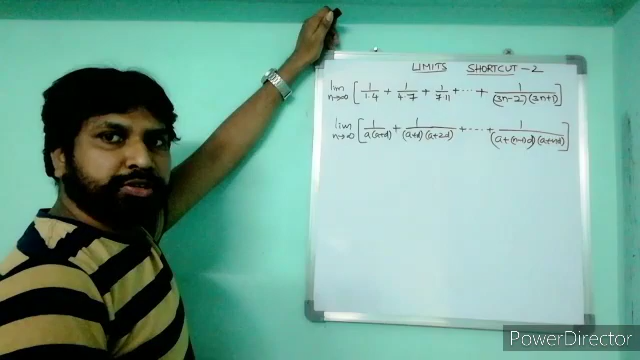 LIMITS SHORTCUT-2
lim n→∞ [ 1/1·4 + 1/4·7 + 1/7·11 + ··· + 1/(3n-2)(3n+1) ]
lim n→∞ [ 1/a(a+d) + 1/(a+d)(a+2d) + ··· + 1/(a+(n-1)d)(a+nd) ]
PowerDirector